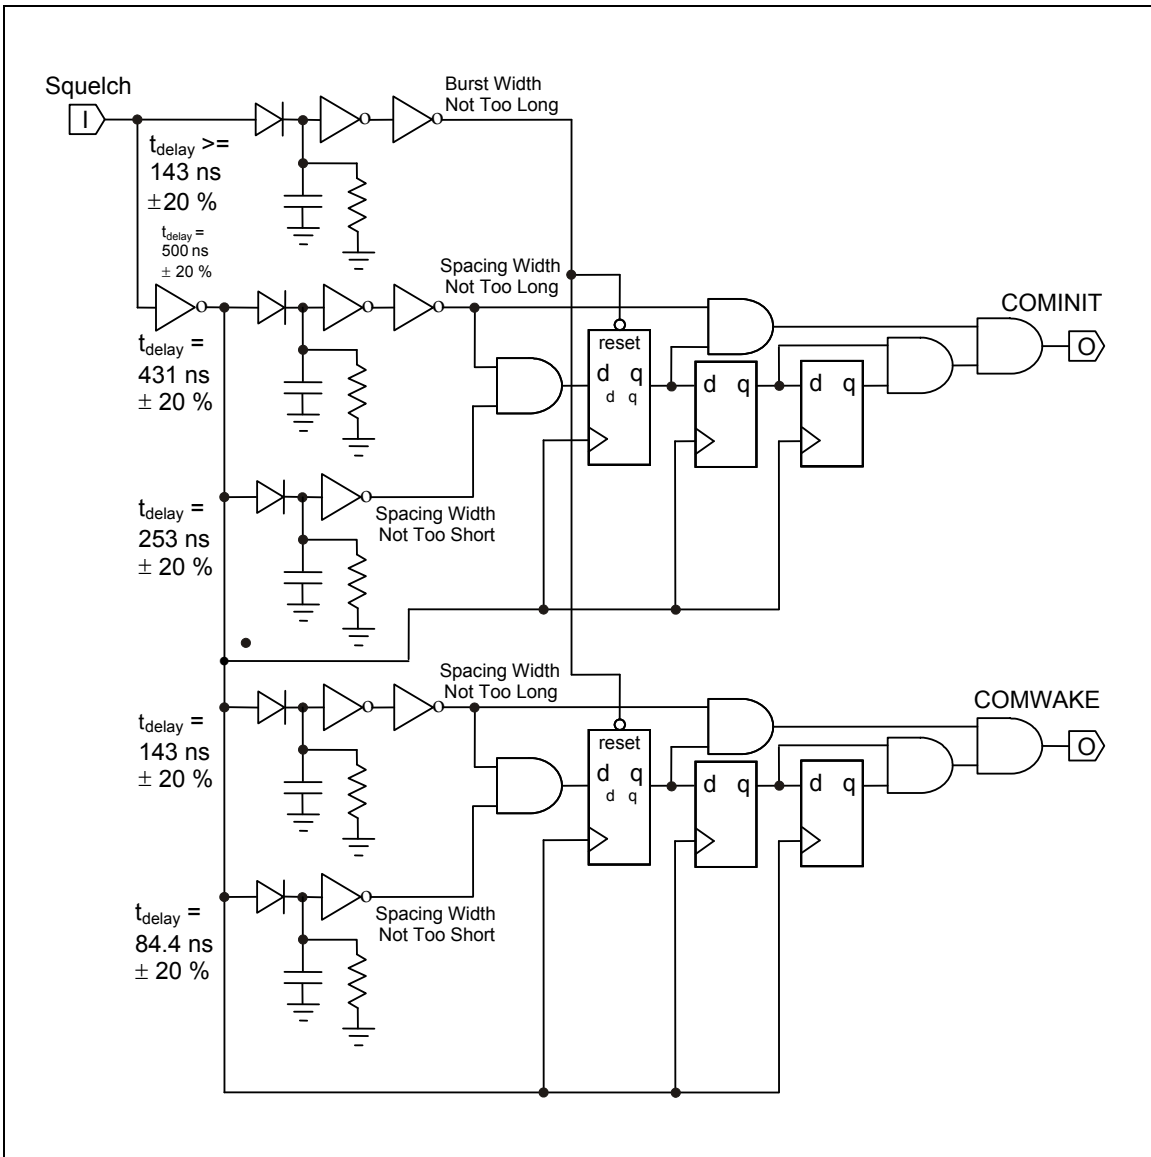 Squelch
I
Burst Width
Not Too Long
t_delay >=
143 ns
±20 %
t_delay =
500 ns
± 20 %
Spacing Width
Not Too Long
COMINIT
O
t_delay =
431 ns
± 20 %
reset
d q
d q
d q
d q
t_delay =
253 ns
± 20 %
Spacing Width
Not Too Short
Spacing Width
Not Too Long
COMWAKE
O
t_delay =
143 ns
± 20 %
reset
d q
d q
d q
d q
t_delay =
84.4 ns
± 20 %
Spacing Width
Not Too Short